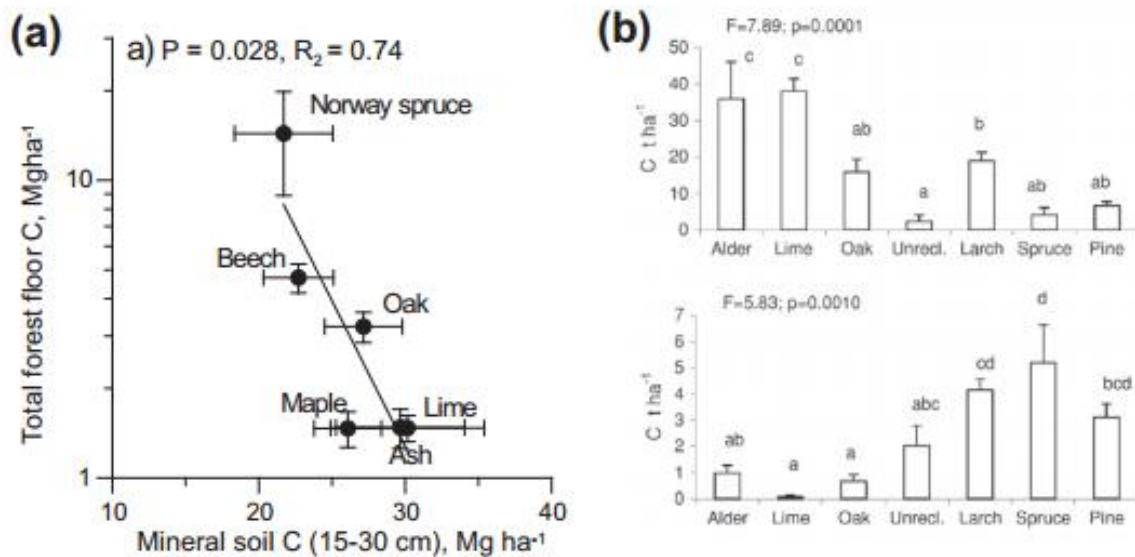 (a)
a) P = 0.028, R₂ = 0.74
Total forest floor C, Mgha⁻¹
10
1
Norway spruce
Beech
Oak
Maple
Lime
Ash
10 20 30 40
Mineral soil C (15-30 cm), Mg ha⁻¹
(b)
F=7.89; p=0.0001
C t ha⁻¹
50
40
30
20
10
0
c c ab a b ab ab
Alder Lime Oak Unrecl. Larch Spruce Pine
F=5.83; p=0.0010
C t ha⁻¹
7
6
5
4
3
2
1
0
ab a a abc cd d bcd
Alder Lime Oak Unrecl. Larch Spruce Pine